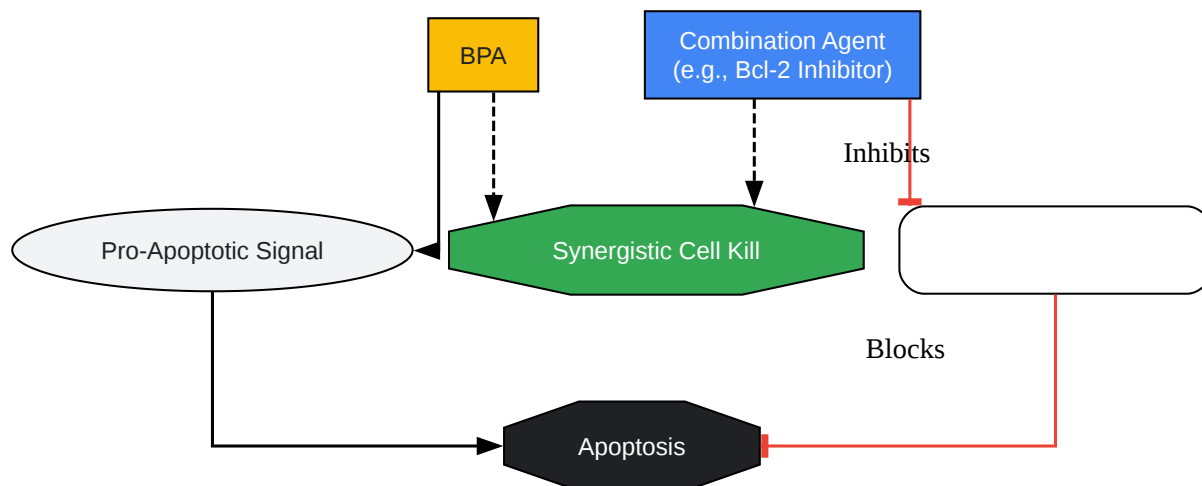 BPA
Combination Agent
(e.g., Bcl-2 Inhibitor)
Inhibits
Pro-Apoptotic Signal
Synergistic Cell Kill
Blocks
Apoptosis